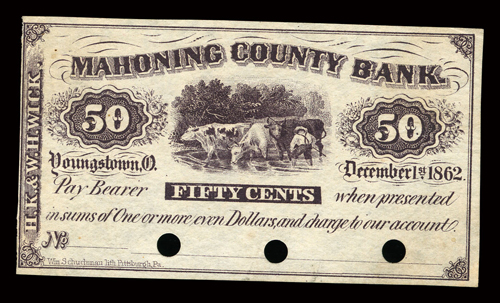 MAHONING COUNTY BANK.
50
50
H.K. & W.H. WICK.
Youngstown, O.
December 1st 1862.
Pay Bearer FIFTY CENTS when presented
in sums of One or more even Dollars, and charge to our account
No
Wm Schuchman lith. Pittsburgh, Pa.